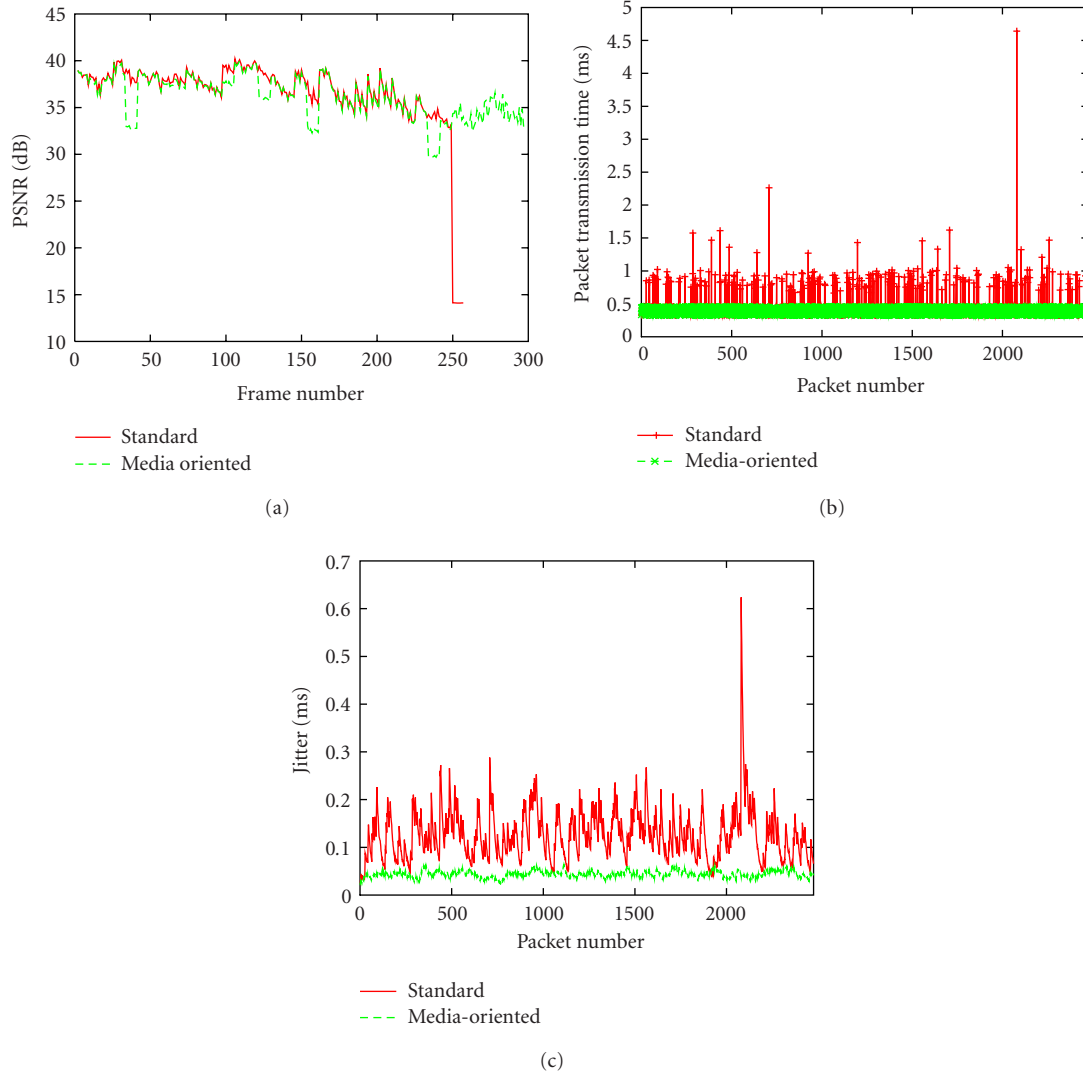 45
40
35
30
25
20
15
10
PSNR (dB)
0 50 100 150 200 250 300
Frame number
Standard
Media oriented
(a)
5
4.5
4
3.5
3
2.5
2
1.5
1
0.5
0
Packet transmission time (ms)
0 500 1000 1500 2000
Packet number
Standard
Media-oriented
(b)
0.7
0.6
0.5
0.4
0.3
0.2
0.1
0
Jitter (ms)
0 500 1000 1500 2000
Packet number
Standard
Media-oriented
(c)